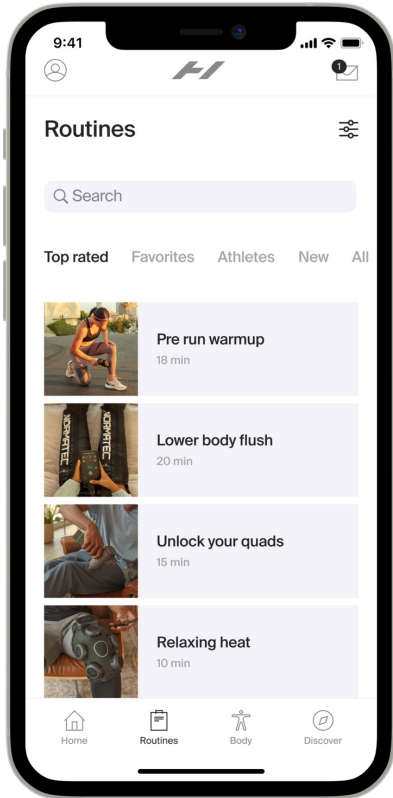 9:41
1
Routines
Search
Top rated Favorites Athletes New All
Pre run warmup
18 min
NORMATEC
NORMATEC
Lower body flush
20 min
Unlock your quads
15 min
Relaxing heat
10 min
Home Routines Body Discover